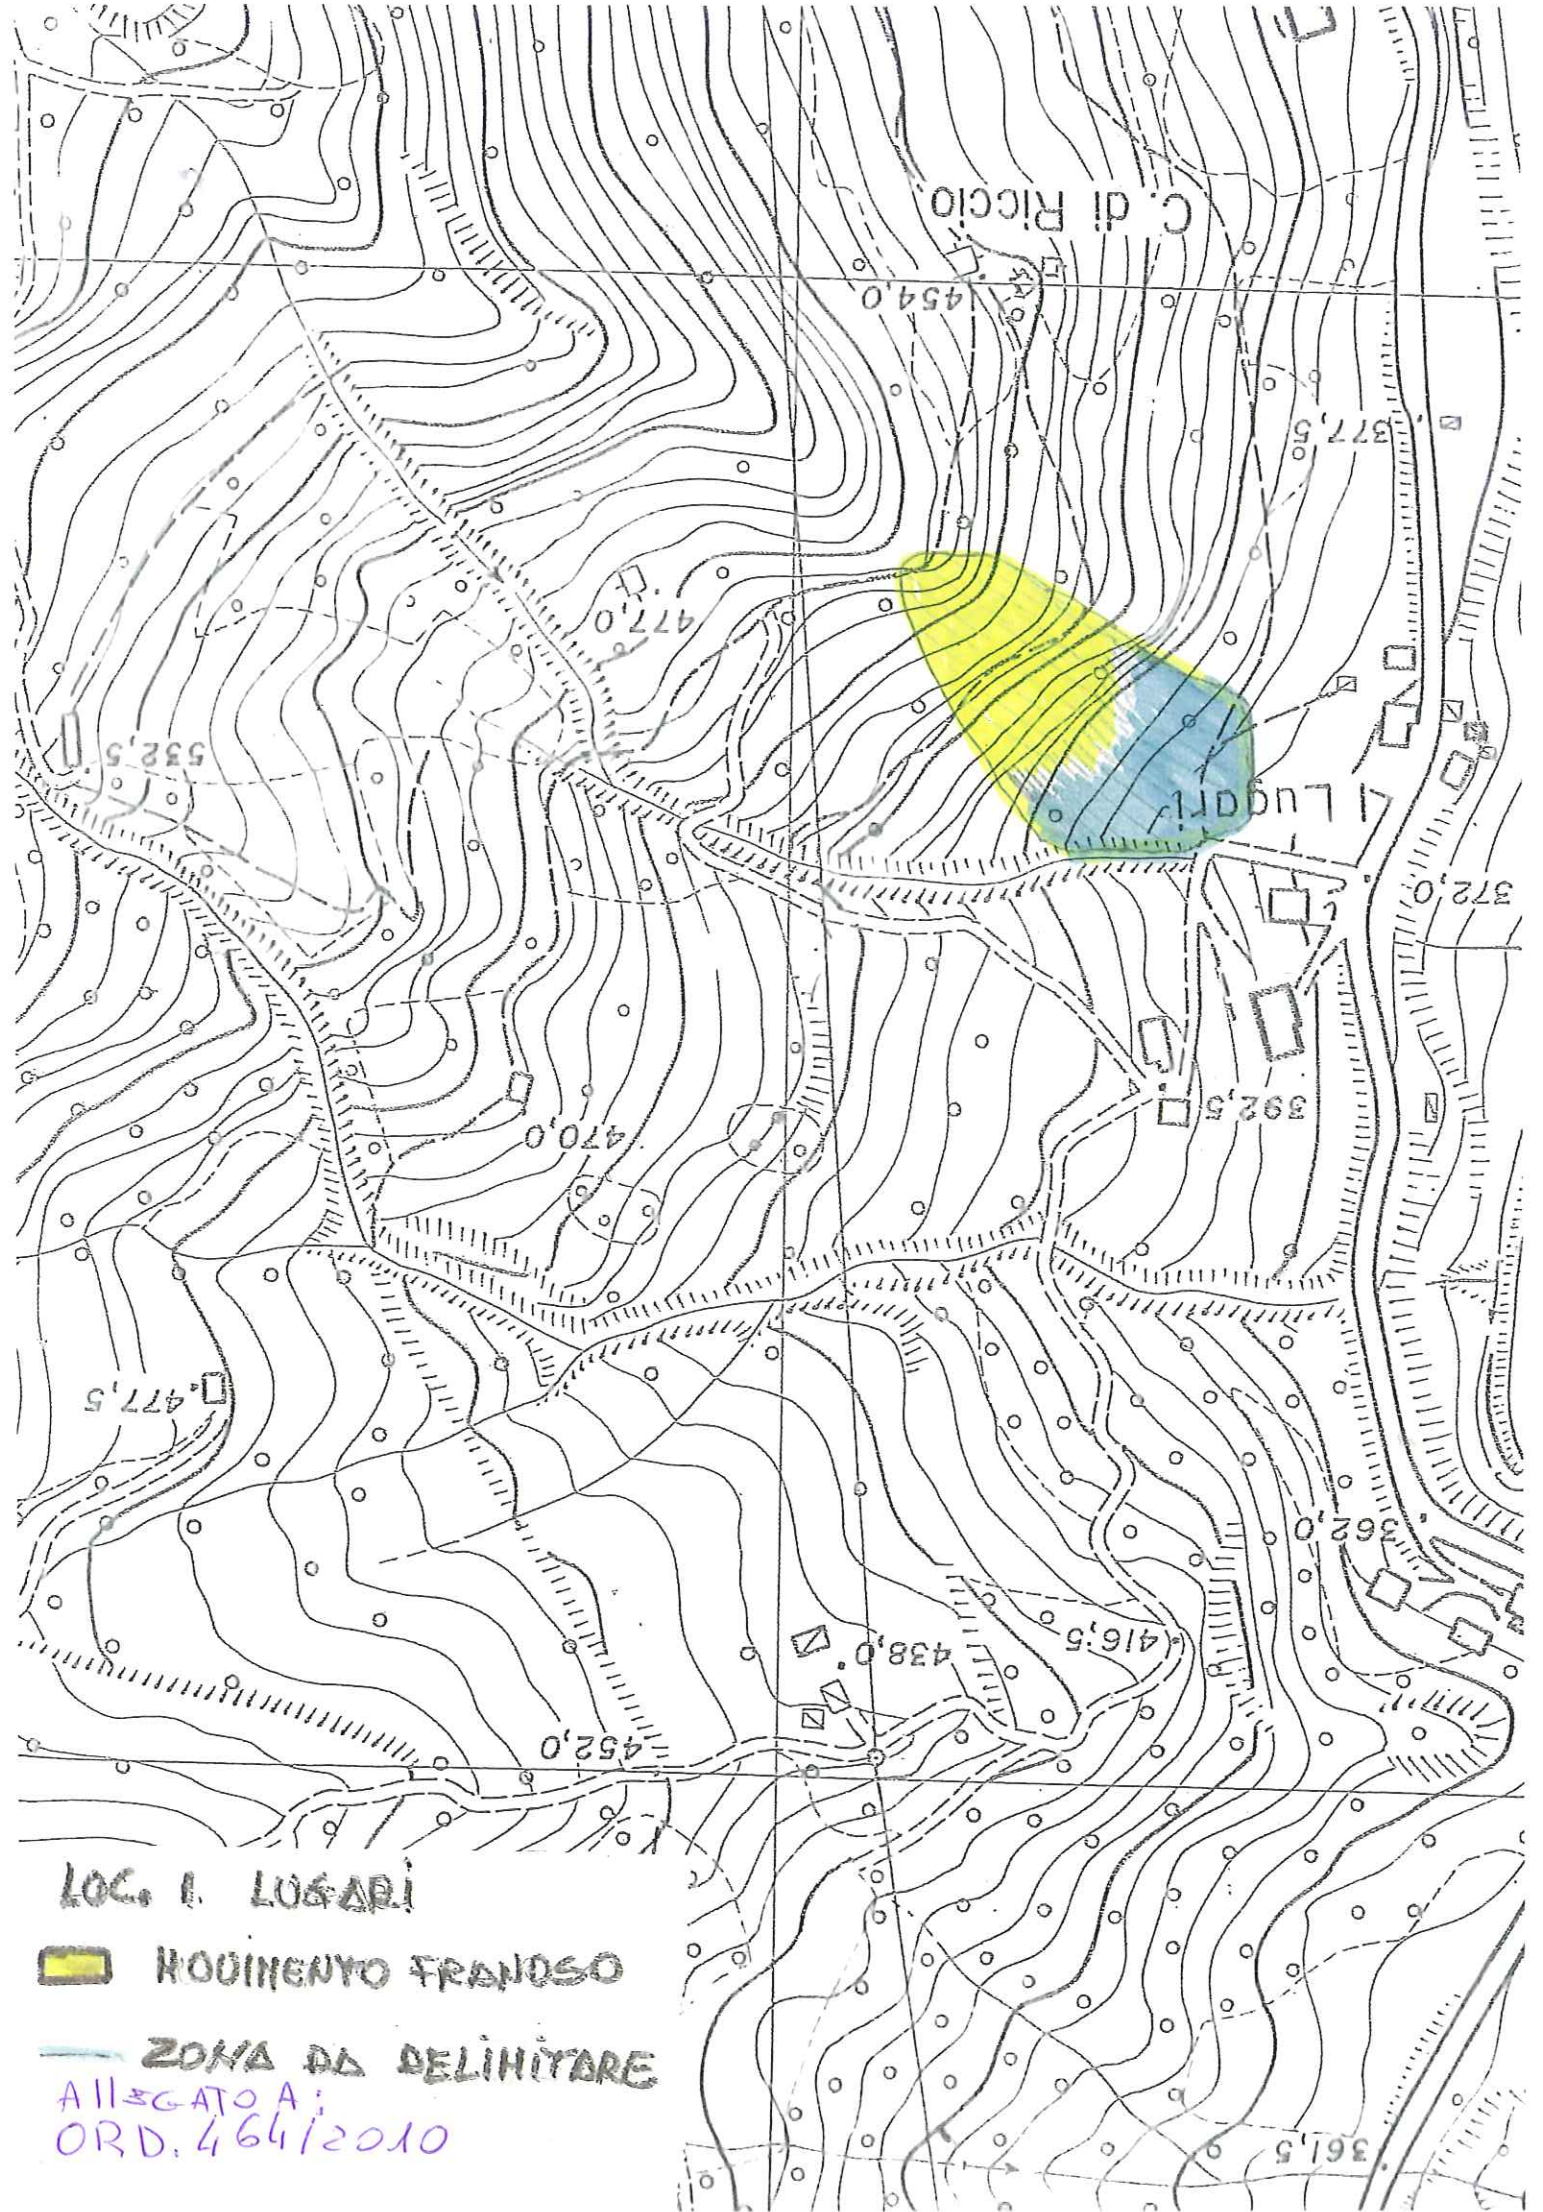 C. di Riccio
454,0
377,5
477,0
532,5
I Lugari
372,0
392,5
470,0
477,5
362,0
416,5
438,0
452,0
LOC. I. LUGARI
MOVIMENTO FRANOSO
ZONA DA DELIMITARE
AllEGATO A:
ORD. 464/2010
361,5